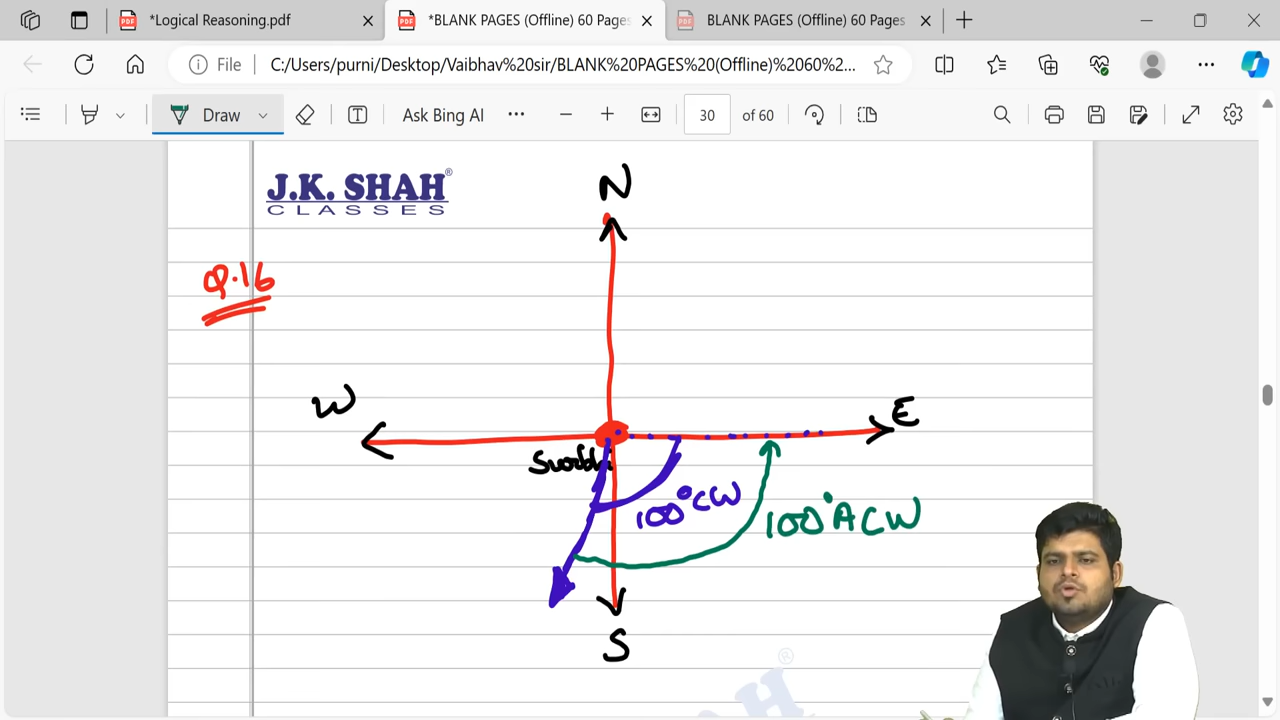 *Logical Reasoning.pdf
*BLANK PAGES (Offline) 60 Pages
BLANK PAGES (Offline) 60 Pages
File
C:/Users/purni/Desktop/Vaibhav%20sir/BLANK%20PAGES%20(Offline)%2060%2...
Draw
Ask Bing AI
30
of 60
J.K. SHAH®
CLASSES
N
Q.16
W
E
100°CW
100°ACW
S
®